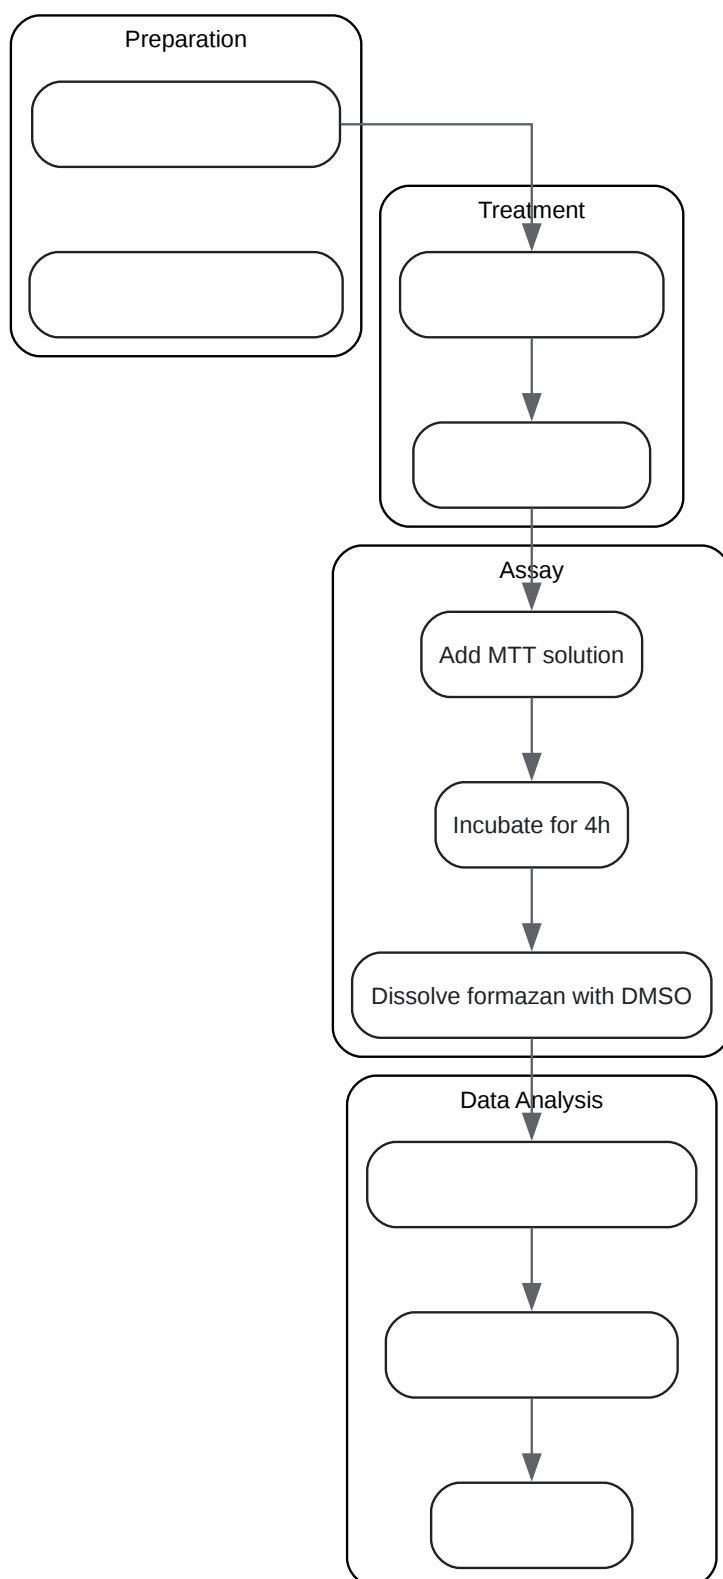 Preparation
Treatment
Assay
Add MTT solution
Incubate for 4h
Dissolve formazan with DMSO
Data Analysis